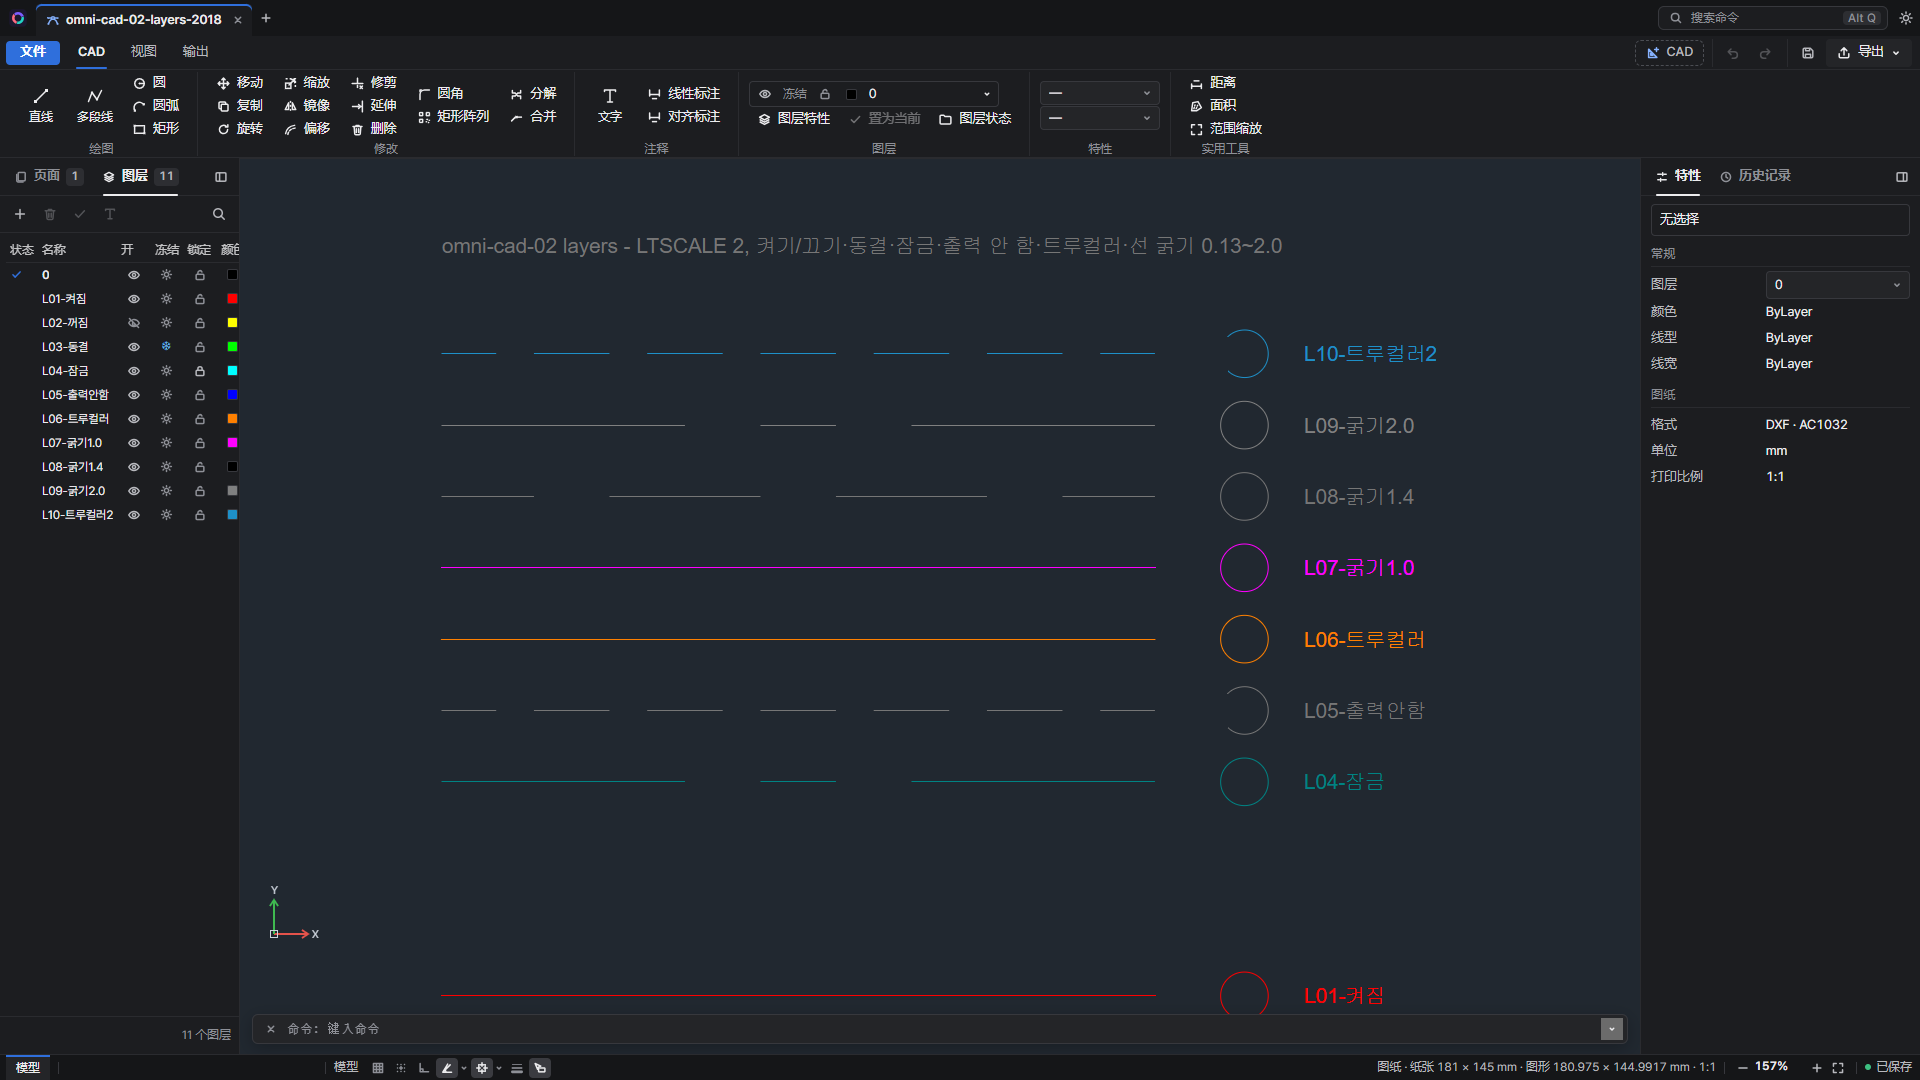 omni-cad-02-layers-2018
搜索命令 Alt Q
文件 CAD 视图 输出
CAD 导出
直线 多段线 圆 圆弧 矩形
绘图
移动 缩放 修剪
复制 镜像 延伸
旋转 偏移 删除
圆角 分解
矩形阵列 合并
修改
文字 线性标注 对齐标注
注释
冻结 0
图层特性 置为当前 图层状态
图层
特性
距离
面积
范围缩放
实用工具
页面 1 图层 11
状态 名称 开 冻结 锁定 颜色
0
L01-켜짐
L02-꺼짐
L03-동결
L04-잠금
L05-출력안함
L06-트루컬러
L07-굵기1.0
L08-굵기1.4
L09-굵기2.0
L10-트루컬러2
11 个图层
omni-cad-02 layers - LTSCALE 2, 켜기/끄기·동결·잠금·출력 안 함·트루컬러·선 굵기 0.13~2.0
L10-트루컬러2
L09-굵기2.0
L08-굵기1.4
L07-굵기1.0
L06-트루컬러
L05-출력안함
L04-잠금
L01-켜짐
Y
X
命令: 键入命令
特性 历史记录
无选择
常规
图层 0
颜色 ByLayer
线型 ByLayer
线宽 ByLayer
图纸
格式 DXF · AC1032
单位 mm
打印比例 1:1
模型
模型
图纸 · 纸张 181 × 145 mm · 图形 180.975 × 144.9917 mm · 1:1
157%
已保存